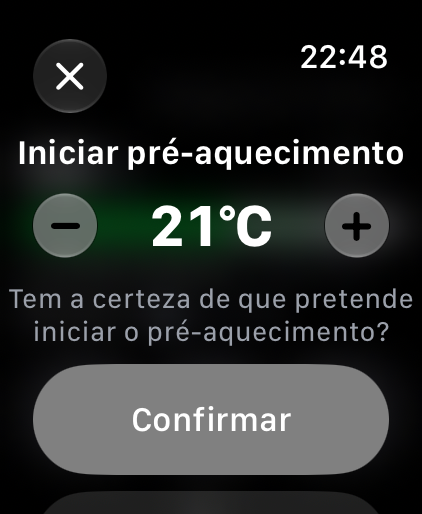 22:48
Iniciar pré-aquecimento
21°C
Tem a certeza de que pretende
iniciar o pré-aquecimento?
Confirmar